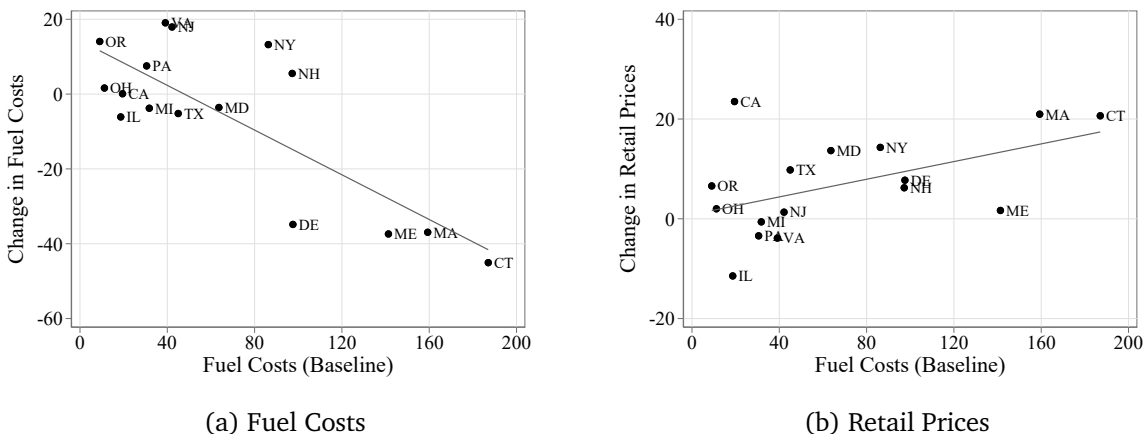 Change in Fuel Costs
20
0
-20
-40
-60
VA
NJ
OR
NY
PA
NH
OH
CA
MI
MD
TX
IL
DE
ME
MA
CT
0 40 80 120 160 200
Fuel Costs (Baseline)
(a) Fuel Costs
Change in Retail Prices
40
20
0
-20
CA
MA
CT
NY
MD
TX
DE
OR
NH
OH
NJ
ME
MI
PA
VA
IL
0 40 80 120 160 200
Fuel Costs (Baseline)
(b) Retail Prices